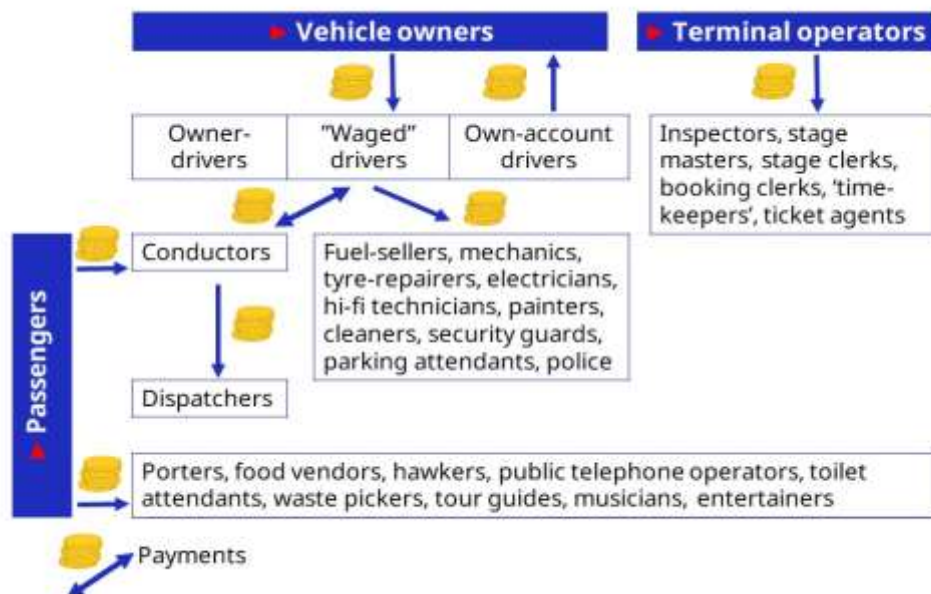 Vehicle owners
Terminal operators
Owner-
drivers
”Waged”
drivers
Own-account
drivers
Inspectors, stage
masters, stage clerks,
booking clerks, ‘time-
keepers’, ticket agents
Passengers
Conductors
Fuel-sellers, mechanics,
tyre-repairers, electricians,
hi-fi technicians, painters,
cleaners, security guards,
parking attendants, police
Dispatchers
Porters, food vendors, hawkers, public telephone operators, toilet
attendants, waste pickers, tour guides, musicians, entertainers
Payments